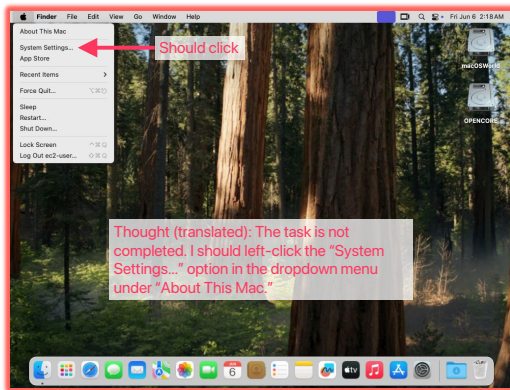 Finder File Edit View Go Window Help
Fri Jun 6 2:18 AM
About This Mac
System Settings...
Should click
App Store
Recent Items
Force Quit...
Sleep
Restart...
Shut Down...
Lock Screen
Log Out ec2-user...
macOSWorld
OPENCORE
Thought (translated): The task is not
completed. I should left-click the “System
Settings...” option in the dropdown menu
under “About This Mac.”
6
tv